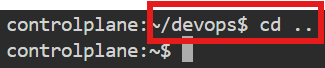 controlplane:~/devops$ cd ..
controlplane:~$